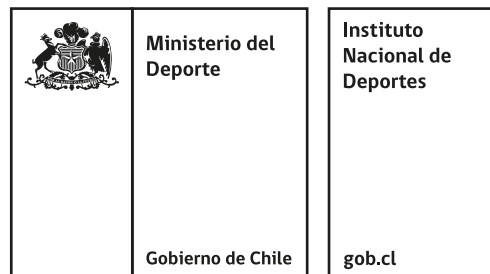 Ministerio del
Deporte
Gobierno de Chile
Instituto
Nacional de
Deportes
gob.cl